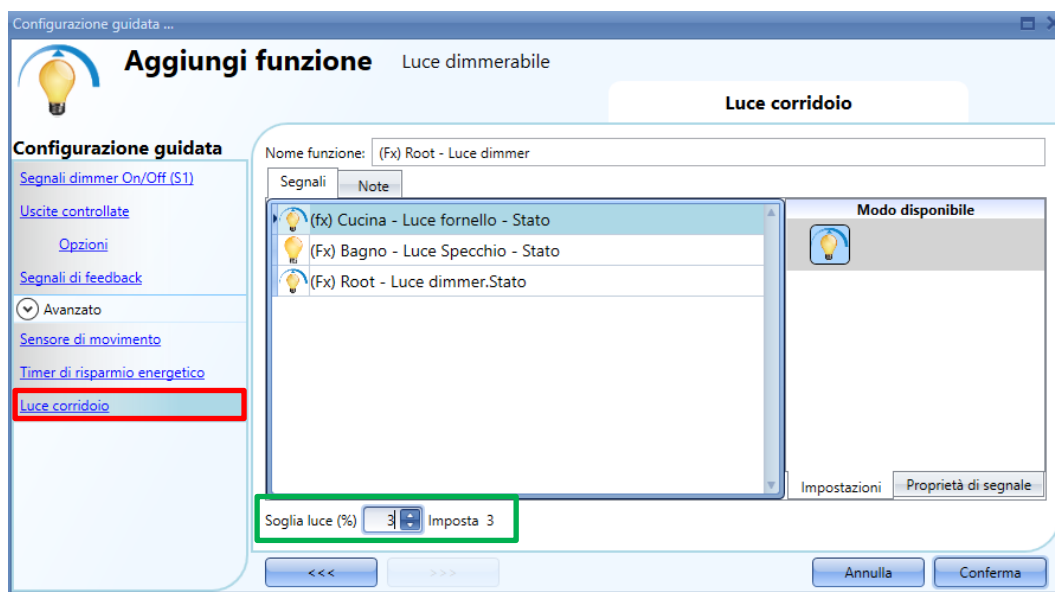 Configurazione guidata ...
Aggiungi funzione Luce dimmerabile
Luce corridoio
Configurazione guidata
Segnali dimmer On/Off (S1)
Uscite controllate
Opzioni
Segnali di feedback
Avanzato
Sensore di movimento
Timer di risparmio energetico
Luce corridoio
Nome funzione: (Fx) Root - Luce dimmer
Segnali Note
(fx) Cucina - Luce fornello - Stato
(Fx) Bagno - Luce Specchio - Stato
(Fx) Root - Luce dimmer.Stato
Modo disponibile
Impostazioni Proprietà di segnale
Soglia luce (%) 3 Imposta 3
<<< >>> Annulla Conferma